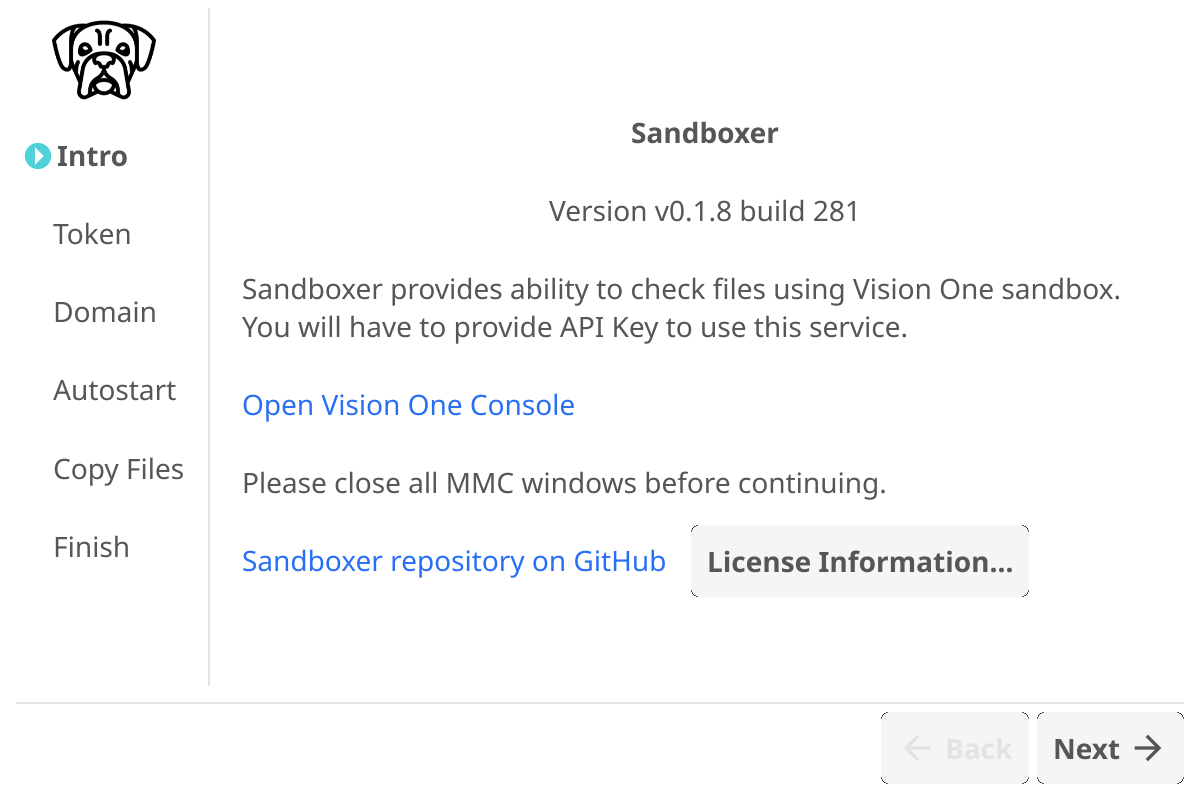 Intro
Token
Domain
Autostart
Copy Files
Finish
Sandboxer
Version v0.1.8 build 281
Sandboxer provides ability to check files using Vision One sandbox.
You will have to provide API Key to use this service.
Open Vision One Console
Please close all MMC windows before continuing.
Sandboxer repository on GitHub
License Information...
Back
Next